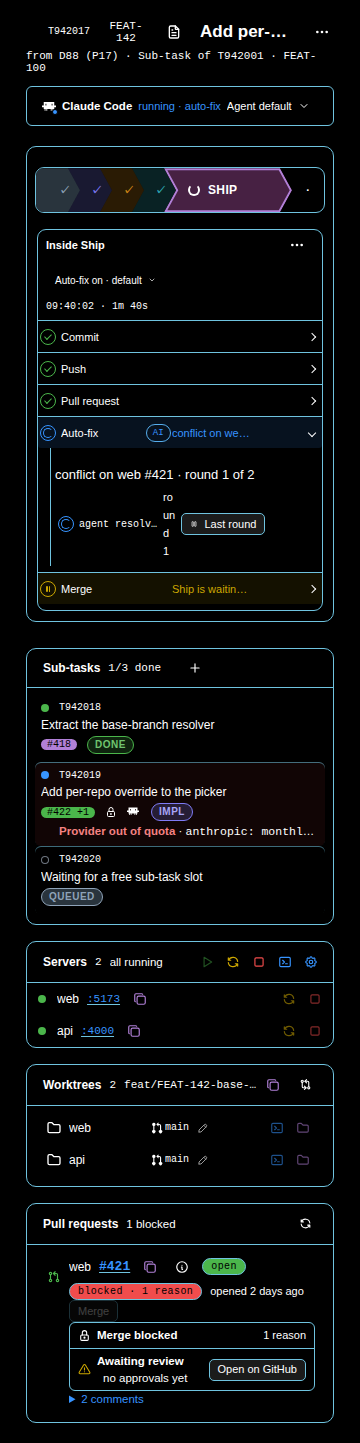 T942017 FEAT-142 Add per-…
from D88 (P17) · Sub-task of T942001 · FEAT-100
Claude Code running · auto-fix Agent default
SHIP ·
Inside Ship
Auto-fix on · default
09:40:02 · 1m 40s
Commit
Push
Pull request
Auto-fix AI conflict on we…
conflict on web #421 · round 1 of 2
agent resolv… round 1 Last round
Merge Ship is waitin…
Sub-tasks 1/3 done
T942018
Extract the base-branch resolver
#418 DONE
T942019
Add per-repo override to the picker
#422 +1 IMPL
Provider out of quota · anthropic: monthl…
T942020
Waiting for a free sub-task slot
QUEUED
Servers 2 all running
web :5173
api :4000
Worktrees 2 feat/FEAT-142-base-…
web main
api main
Pull requests 1 blocked
web #421 open
blocked · 1 reason opened 2 days ago
Merge
Merge blocked 1 reason
Awaiting review
no approvals yet
Open on GitHub
2 comments